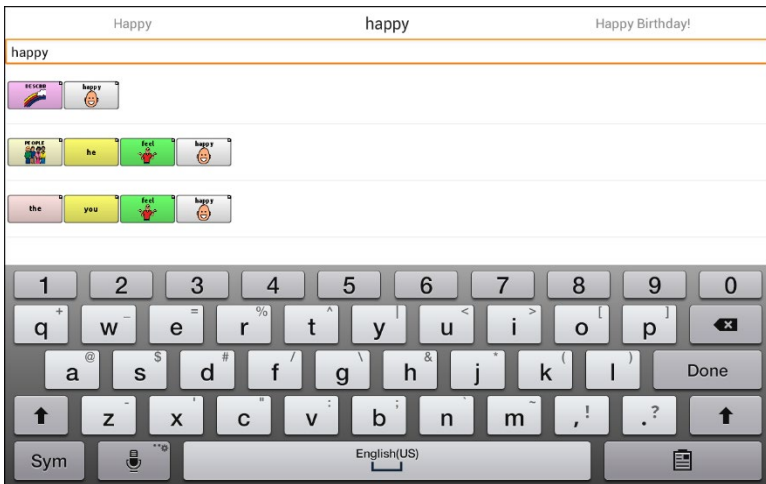 Happy happy Happy Birthday!
happy
DESCRIB happy
PEOPLE he feel happy
the you feel happy
1 2 3 4 5 6 7 8 9 0
q + w _ e = r % t ^ y | u < i > o [ p ]
a @ s $ d # f / g \ h & j * k ( l ) Done
z - x ' c " v : b ; n ` m ~ , ! . ?
Sym English(US)